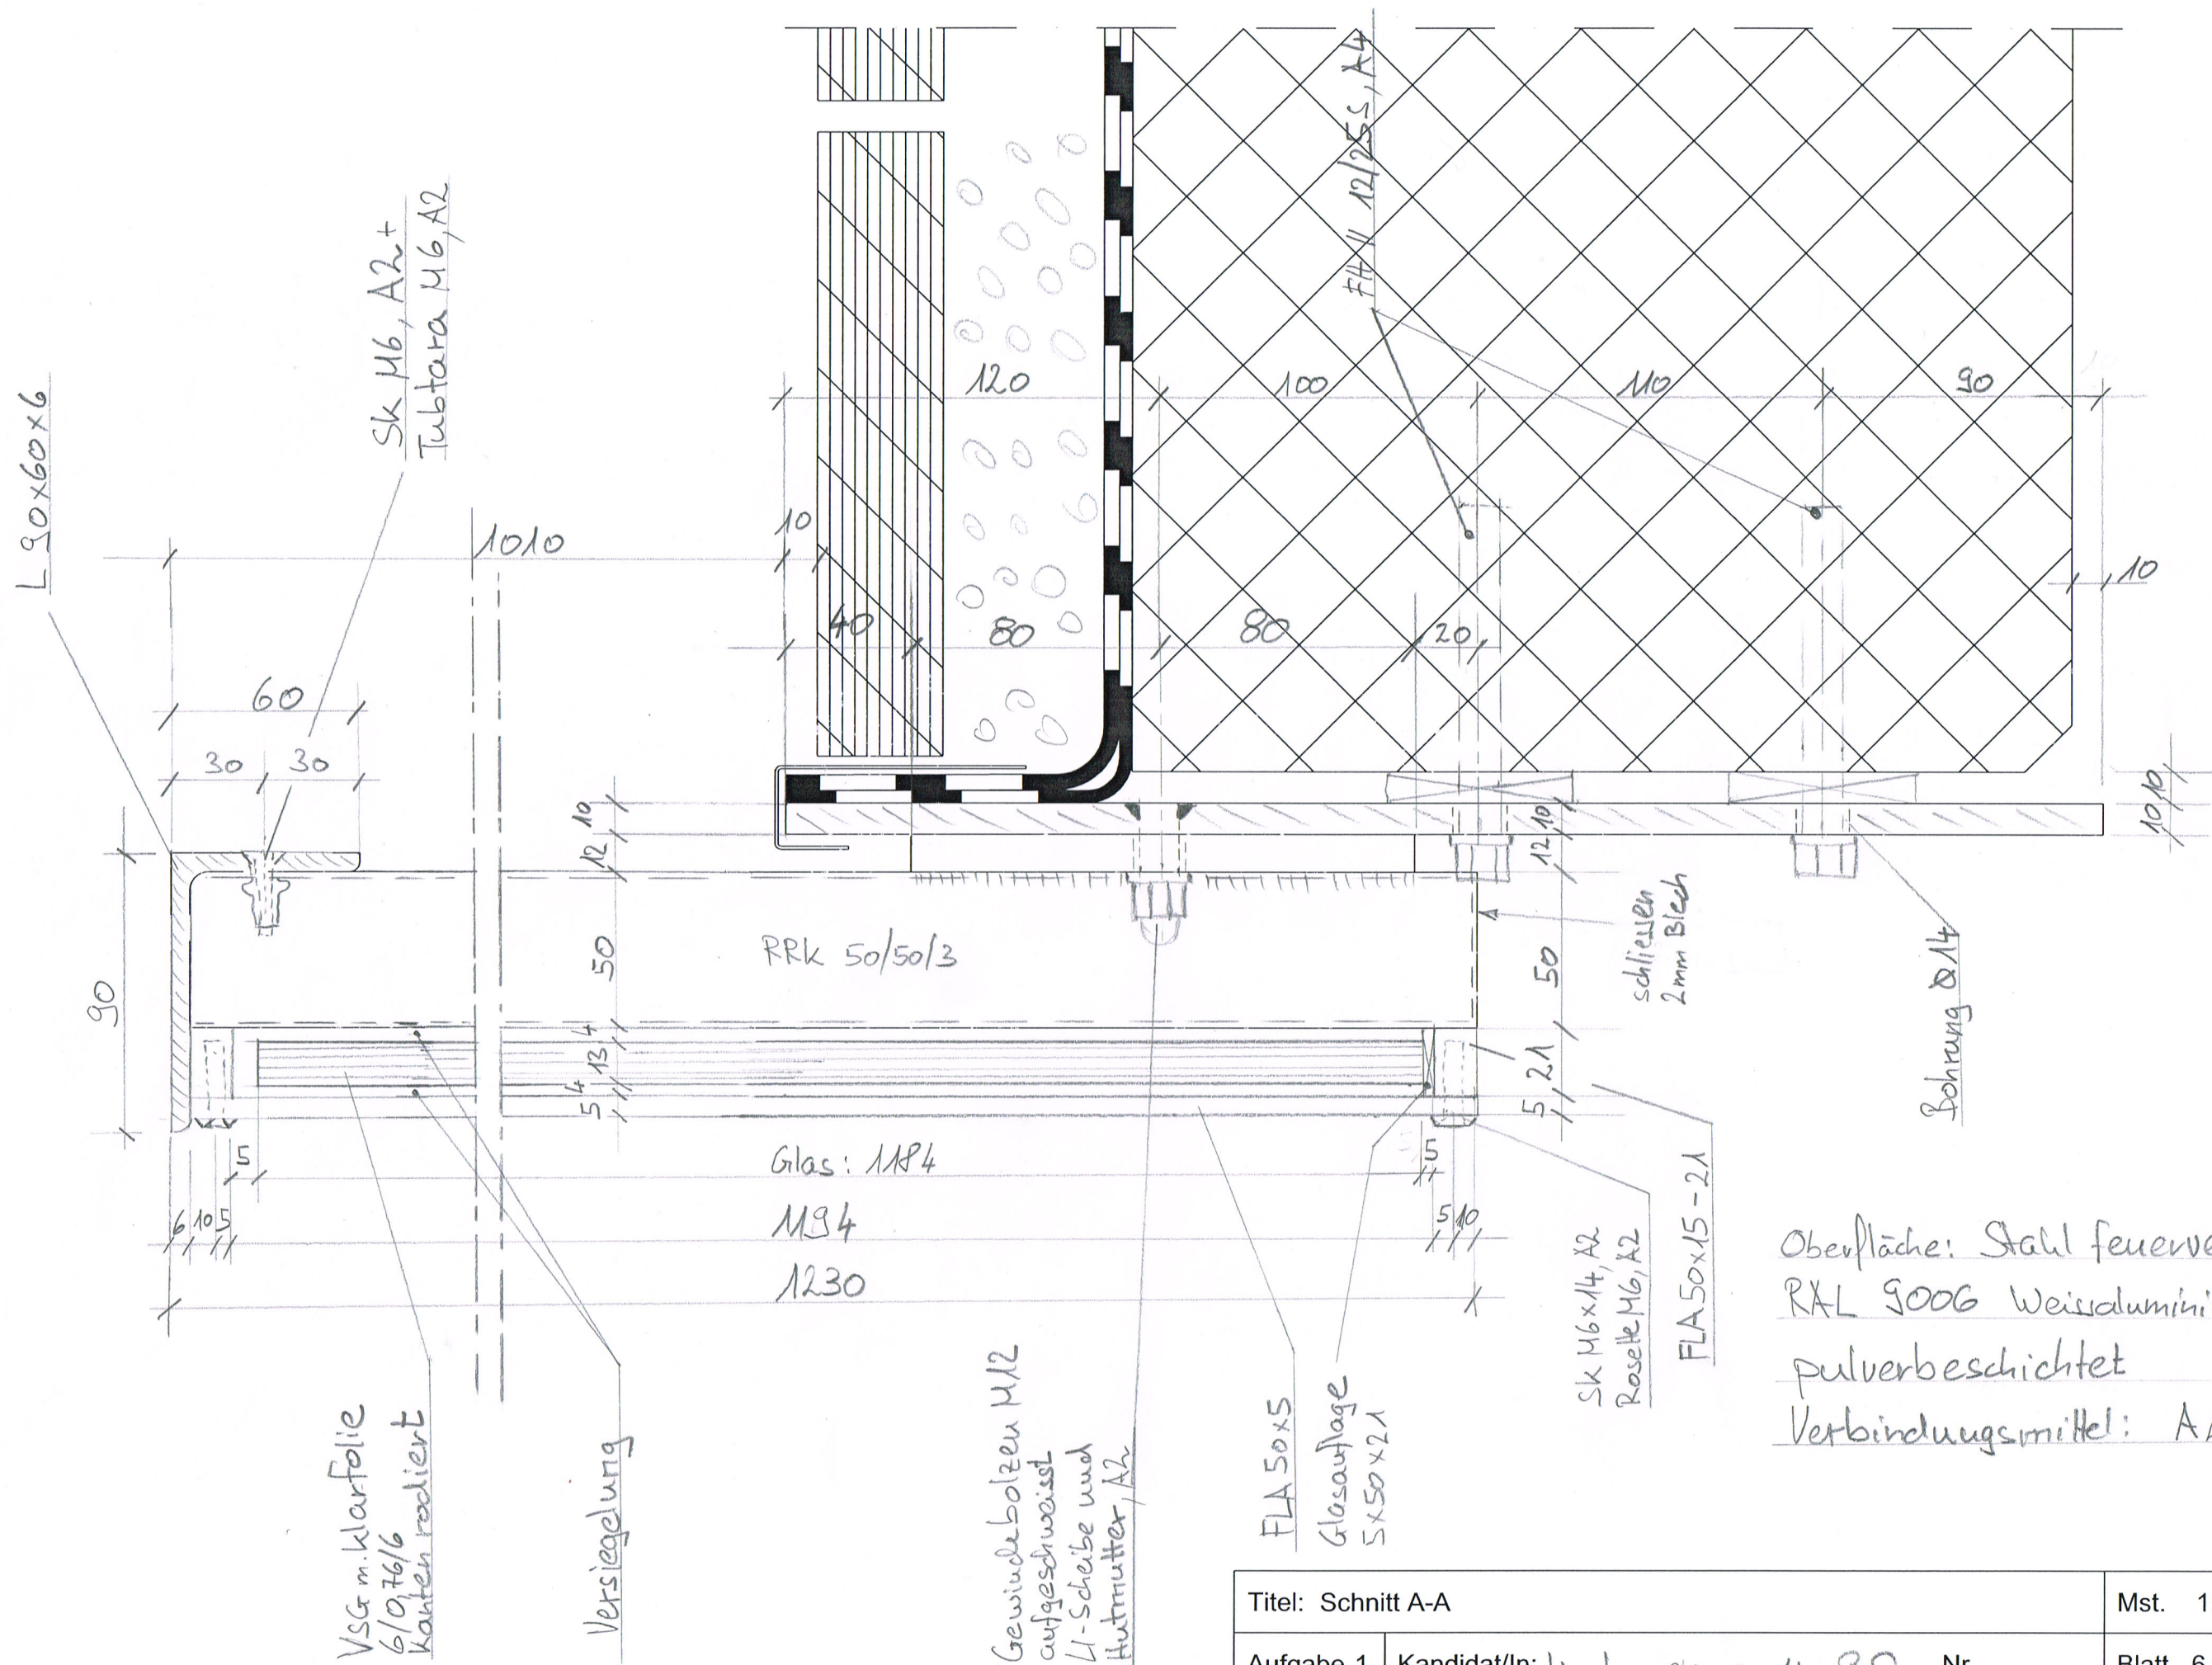 L 90x60x6
Sk M6, A2+
Tubtara M6, A2
FH II 12/25S, A4
120
100
110
90
10
1010
10
40
80
80
20
60
30
30
10
12
10
12
10
10
90
50
RRK 50/50/3
50
schliessen
2mm Blech
Bohrung Ø14
4
13
4
5
21
5
5
Glas: 1184
5
6
10
5
1194
5
10
1230
Sk M6x14, A2
Rosette M6, A2
FLA 50x15-21
Oberfläche: Stahl feuerve
RAL 9006 Weissalumini
pulverbeschichtet
Verbindungsmittel:
VSG m. Klarfolie
6/0,76/6
Kanten rodiert
Versiegelung
Gewindebolzen M12
aufgeschweisst
U-Scheibe und
Hutmutter, A2
FLA 50x5
Glasauflage
5x50x21
Titel: Schnitt A-A
Mst. 1
Aufgabe 1
Kandidat/In:
Nr
Blatt 6